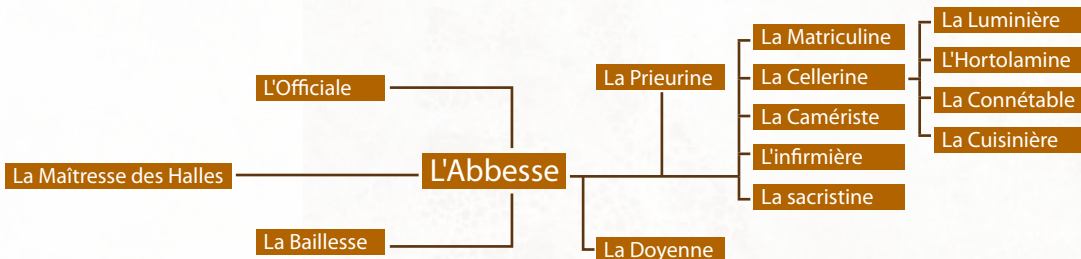 La Luminière
La Matriculine
L'Hortolamine
La Prieurine
La Cellerine
L'Officiale
La Connétable
La Camériste
La Cuisinière
L'infirmière
L'Abbesse
La Maîtresse des Halles
La sacristine
La Baillesse
La Doyenne